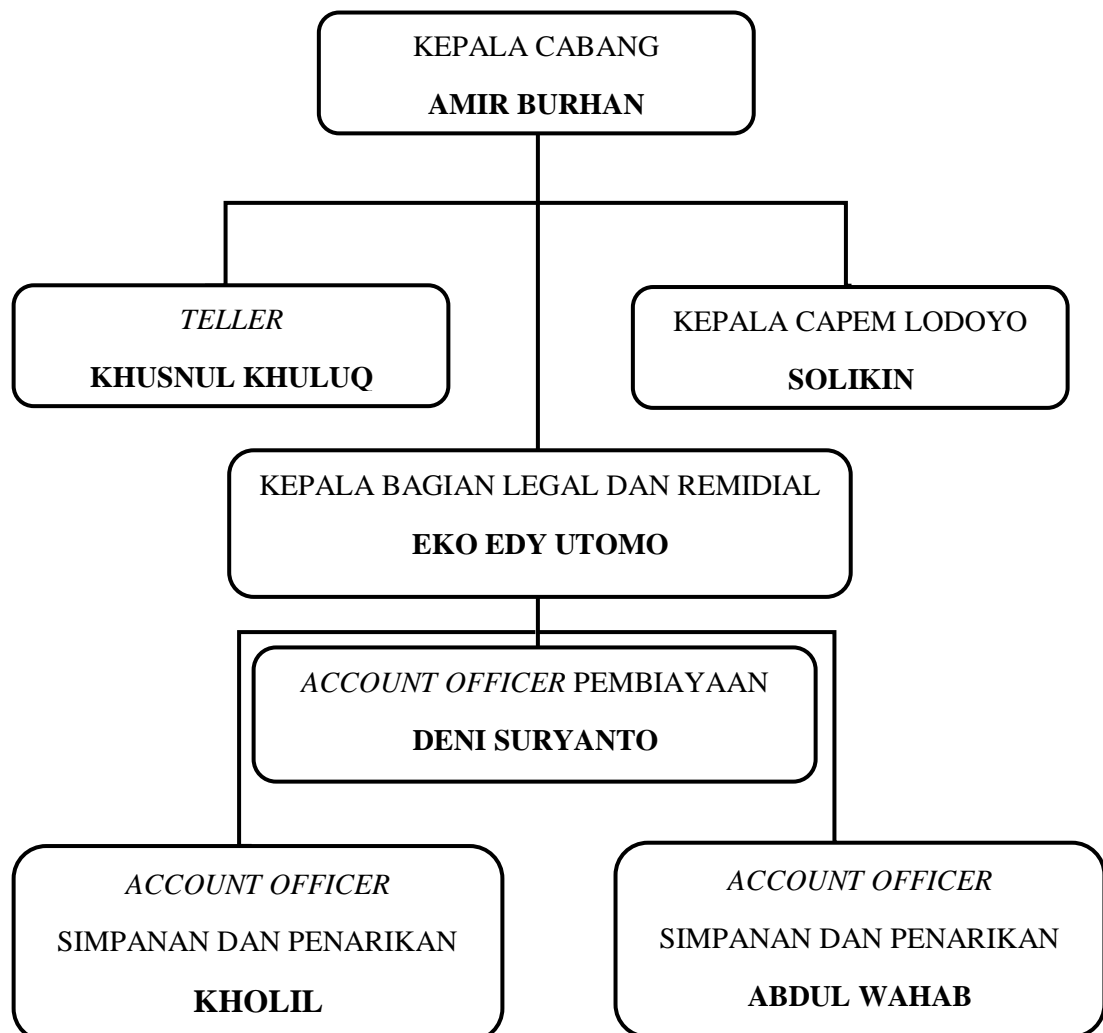 KEPALA CABANG
AMIR BURHAN
TELLER
KHUSNUL KHULUQ
KEPALA CAPEM LODOYO
SOLIKIN
KEPALA BAGIAN LEGAL DAN REMIDIAL
EKO EDY UTOMO
ACCOUNT OFFICER PEMBIAYAAN
DENI SURYANTO
ACCOUNT OFFICER
SIMPANAN DAN PENARIKAN
KHOLIL
ACCOUNT OFFICER
SIMPANAN DAN PENARIKAN
ABDUL WAHAB